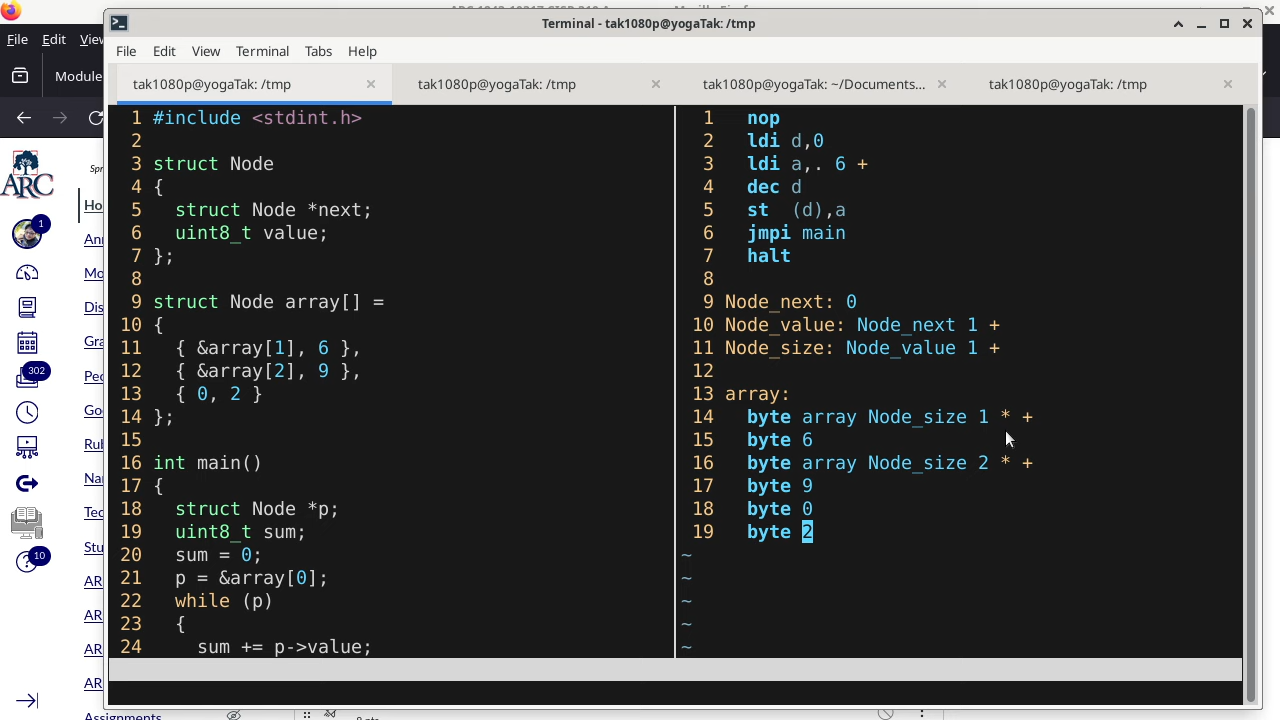 Terminal - tak1080p@yogaTak: /tmp
File Edit View Terminal Tabs Help
File Edit View
tak1080p@yogaTak: /tmp
tak1080p@yogaTak: /tmp
tak1080p@yogaTak: ~/Documents...
tak1080p@yogaTak: /tmp
Module
ARC
1
302
10
Ho
Assignments
1 #include <stdint.h>
2
3 struct Node
4 {
5   struct Node *next;
6   uint8_t value;
7 };
8
9 struct Node array[] =
10 {
11   { &array[1], 6 },
12   { &array[2], 9 },
13   { 0, 2 }
14 };
15
16 int main()
17 {
18   struct Node *p;
19   uint8_t sum;
20   sum = 0;
21   p = &array[0];
22   while (p)
23   {
24     sum += p->value;
1   nop
2   ldi d,0
3   ldi a,. 6 +
4   dec d
5   st  (d),a
6   jmpi main
7   halt
8
9 Node_next: 0
10 Node_value: Node_next 1 +
11 Node_size: Node_value 1 +
12
13 array:
14   byte array Node_size 1 * +
15   byte 6
16   byte array Node_size 2 * +
17   byte 9
18   byte 0
19   byte 2
~
~
~
~
~